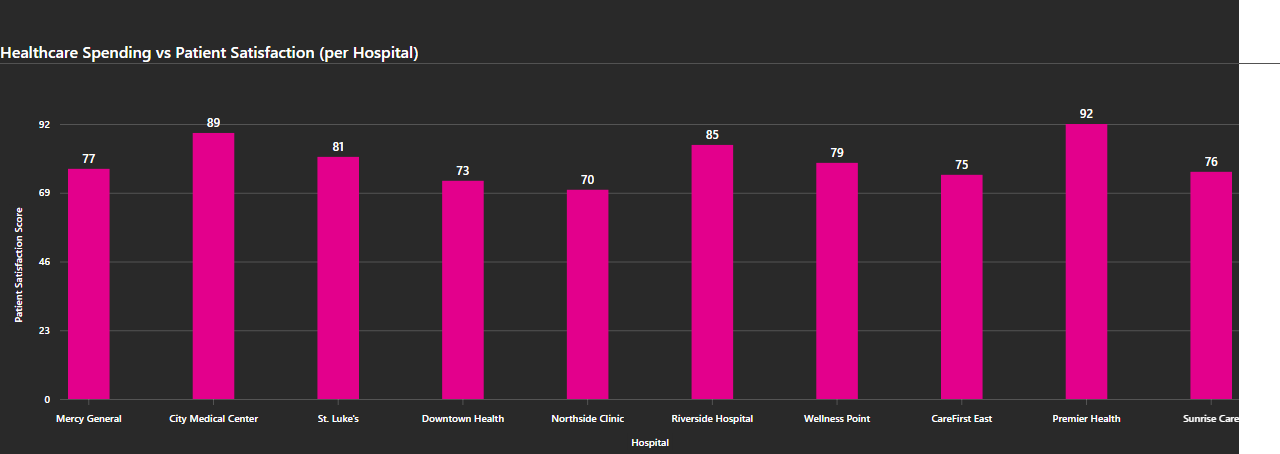 Healthcare Spending vs Patient Satisfaction (per Hospital)
92
69
46
23
0
Patient Satisfaction Score
77
89
81
73
70
85
79
75
92
76
Mercy General
City Medical Center
St. Luke's
Downtown Health
Northside Clinic
Riverside Hospital
Wellness Point
CareFirst East
Premier Health
Sunrise Care
Hospital